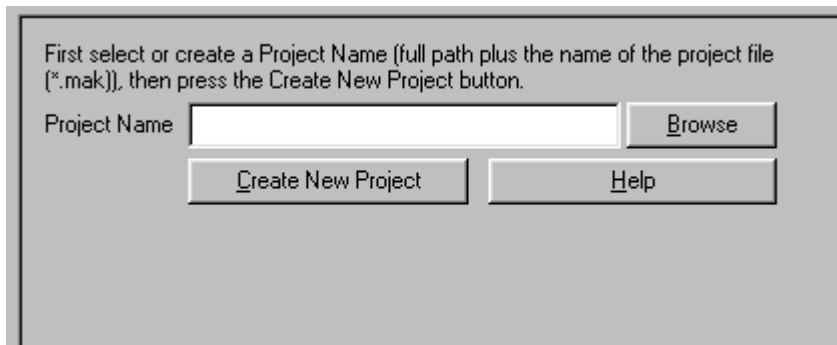 First select or create a Project Name (full path plus the name of the project file
(*.mak)), then press the Create New Project button.
Project Name
Browse
Create New Project
Help